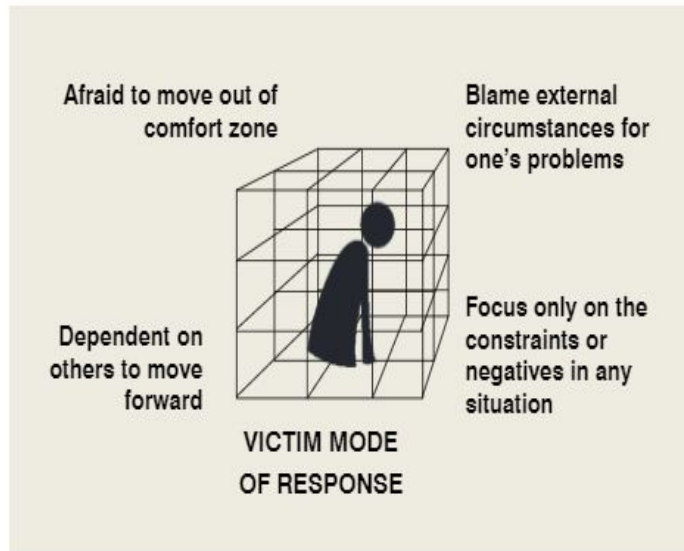 Afraid to move out of
comfort zone
Blame external
circumstances for
one's problems
Dependent on
others to move
forward
Focus only on the
constraints or
negatives in any
situation
VICTIM MODE
OF RESPONSE